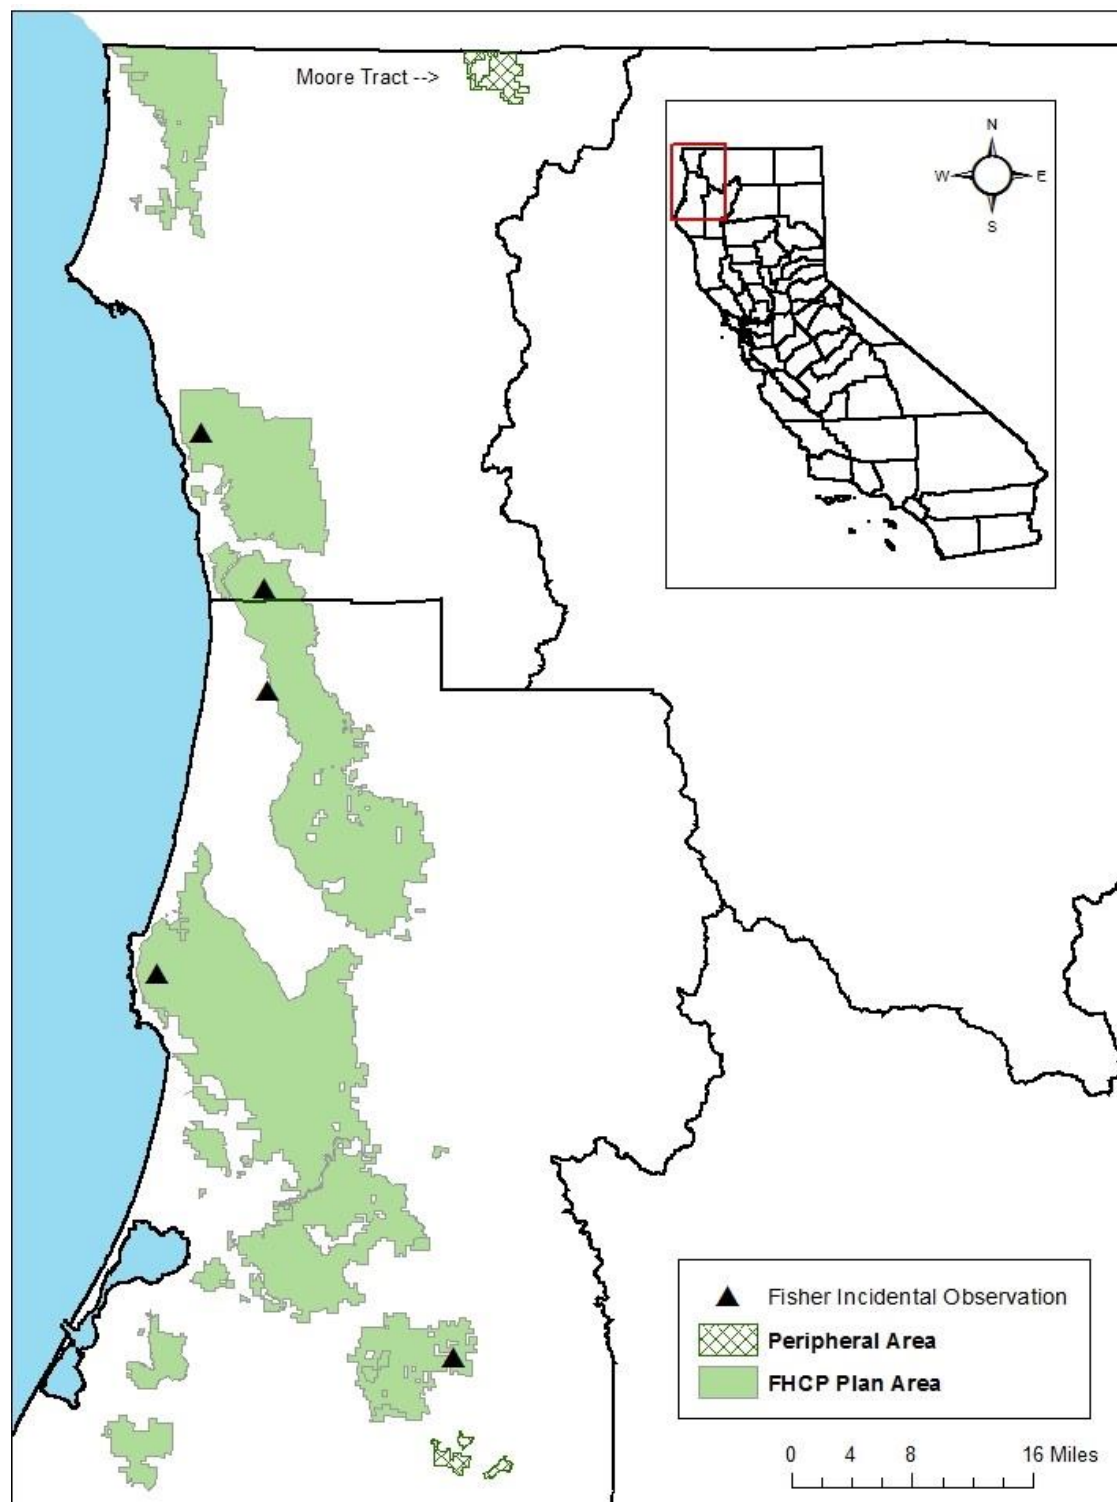 Moore Tract -->
N
W E
S
Fisher Incidental Observation
Peripheral Area
FHCP Plan Area
0 4 8 16 Miles